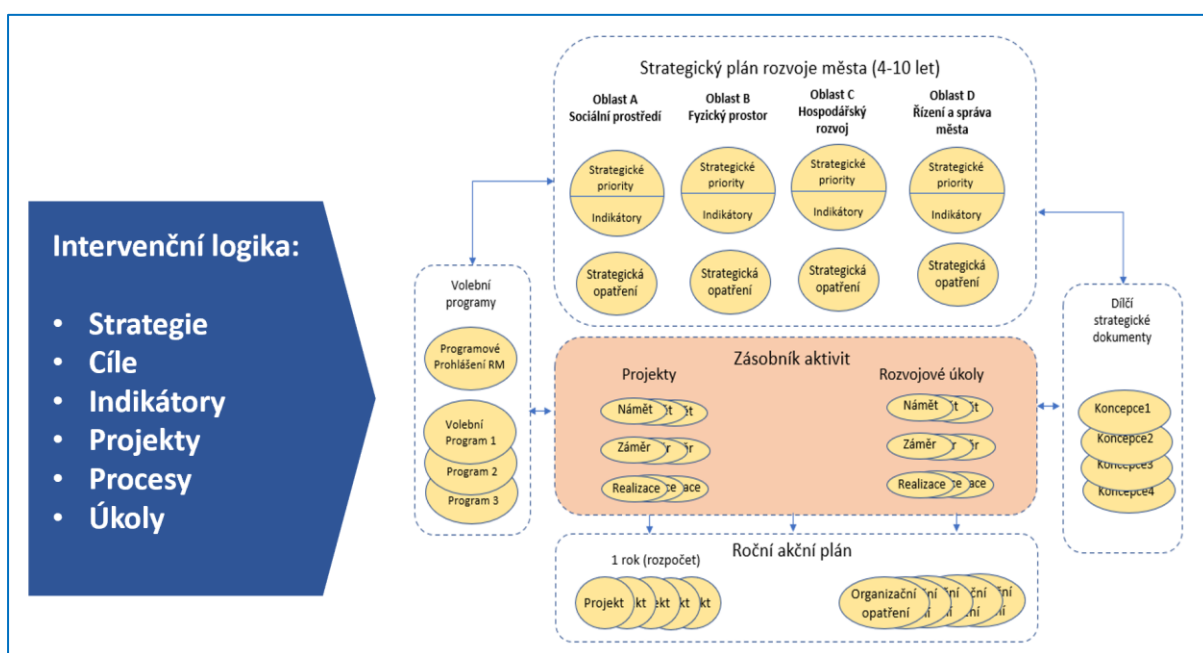 Intervenční logika:
• Strategie
• Cíle
• Indikátory
• Projekty
• Procesy
• Úkoly
Strategický plán rozvoje města (4-10 let)
Oblast A
Sociální prostředí
Oblast B
Fyzický prostor
Oblast C
Hospodářský
rozvoj
Oblast D
Řízení a správa
města
Strategické
priority
Indikátory
Strategické
priority
Indikátory
Strategické
priority
Indikátory
Strategické
priority
Indikátory
Strategická
opatření
Strategická
opatření
Strategická
opatření
Strategická
opatření
Volební
programy
Programové
Prohlášení RM
Volební
Program 1
Program 2
Program 3
Zásobník aktivit
Projekty
Námět
Záměr
Realizace
Rozvojové úkoly
Námět
Záměr
Realizace
Dílčí
strategické
dokumenty
Koncepce1
Koncepce2
Koncepce3
Koncepce4
Roční akční plán
1 rok (rozpočet)
Projekt
Organizační
opatření